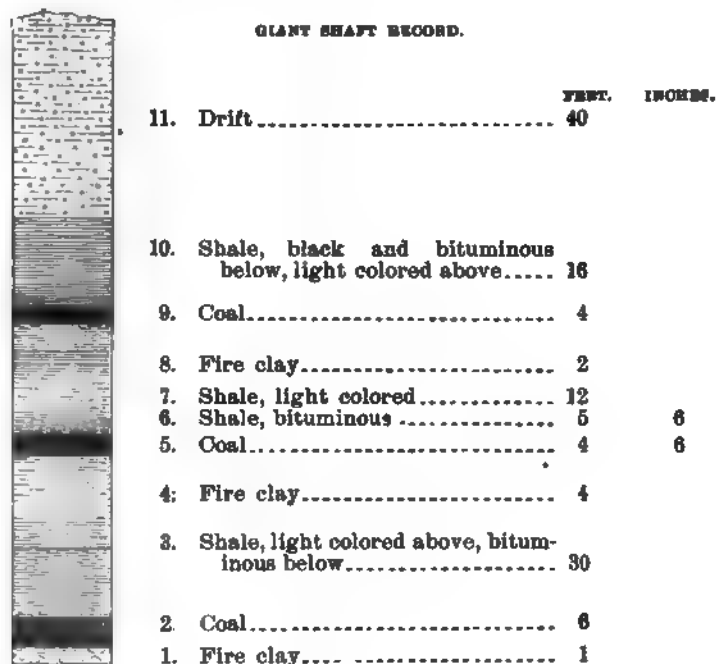 GIANT SHAFT RECORD.
FEET. INCHES.
11. Drift 40
10. Shale, black and bituminous
below, light colored above 16
9. Coal 4
8. Fire clay 2
7. Shale, light colored 12
6. Shale, bituminous 5 6
5. Coal 4 6
4: Fire clay 4
3. Shale, light colored above, bitum-
inous below 30
2. Coal 6
1. Fire clay 1